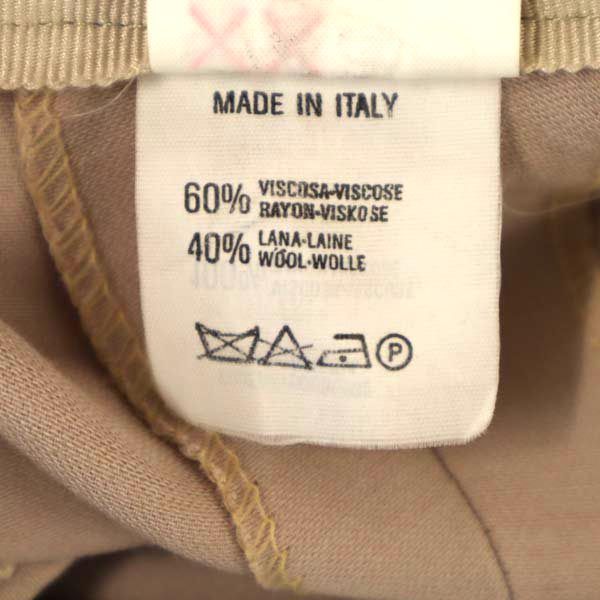 MADE IN ITALY
60% VISCOSA-VISCOSE
RAYON-VISKOSE
40% LANA-LAINE
WOOL-WOLLE
P